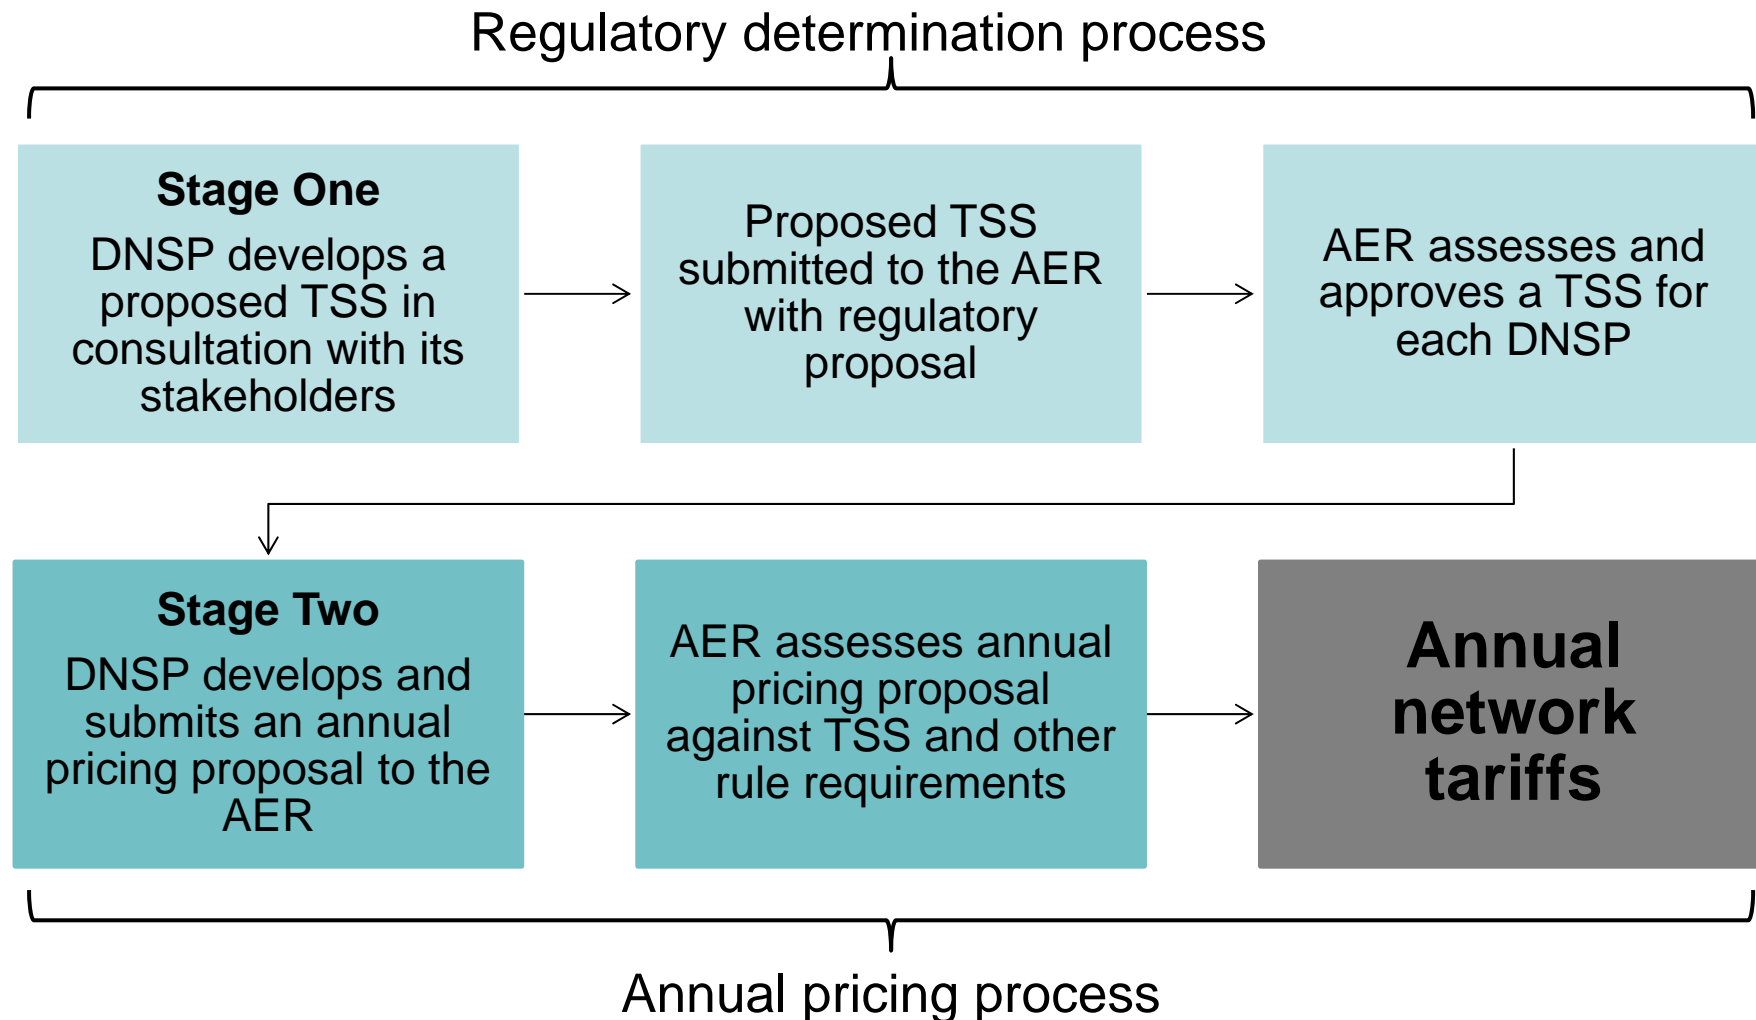 Regulatory determination process
Stage One
DNSP develops a
proposed TSS in
consultation with its
stakeholders
Proposed TSS
submitted to the AER
with regulatory
proposal
AER assesses and
approves a TSS for
each DNSP
Stage Two
DNSP develops and
submits an annual
pricing proposal to the
AER
AER assesses annual
pricing proposal
against TSS and other
rule requirements
Annual
network
tariffs
Annual pricing process